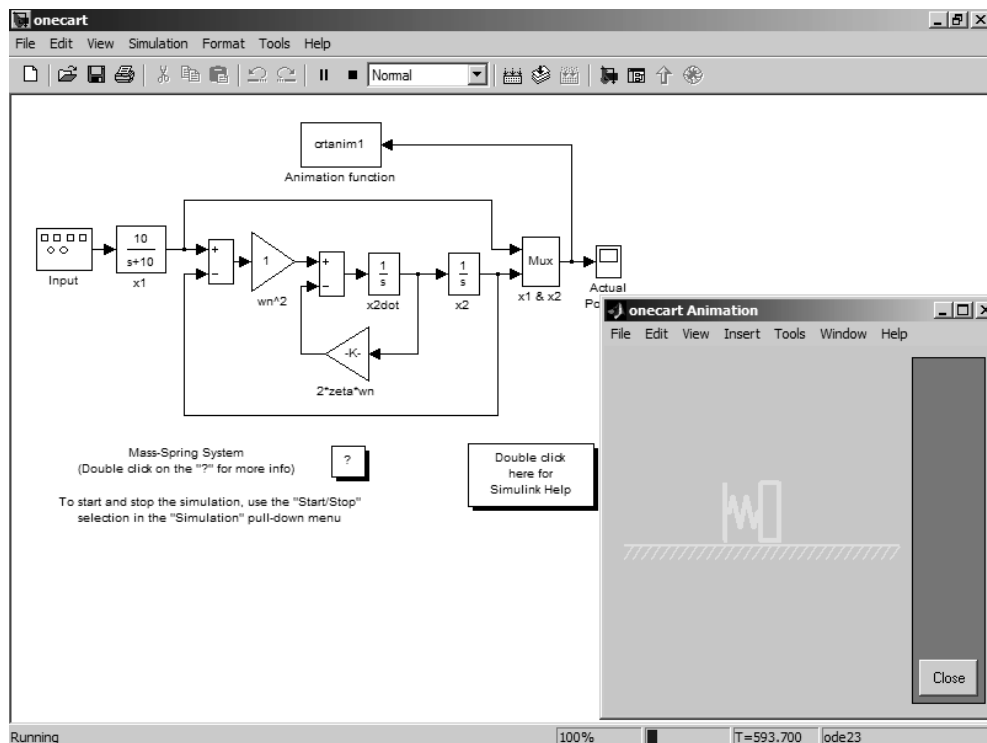 onecart
File Edit View Simulation Format Tools Help
Normal
crtanim1
Animation function
Input
10
s+10
x1
+
−
1
wn^2
+
−
1
s
x2dot
1
s
x2
Mux
x1 & x2
Actual
-K-
2*zeta*wn
Mass-Spring System
(Double click on the "?" for more info)
?
To start and stop the simulation, use the "Start/Stop"
selection in the "Simulation" pull-down menu
Double click
here for
Simulink Help
onecart Animation
File Edit View Insert Tools Window Help
Close
Running 100% T=593.700 ode23